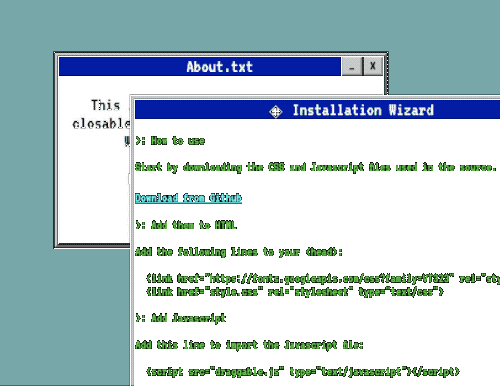 About.txt
_ X
This
closable
Installation Wizard
>: How to use
Start by downloading the CSS and Javascript files used in the source.
Download from Github
>: Add them to HTML
Add the following lines to your <head>:
<link href="https://fonts.googleapis.com/css?family=VT323" rel="sty
<link href="style.css" rel="stylesheet" type="text/css">
>: Add Javascript
Add this line to import the Javascript file:
<script src="draggable.js" type="text/javascript"></script>